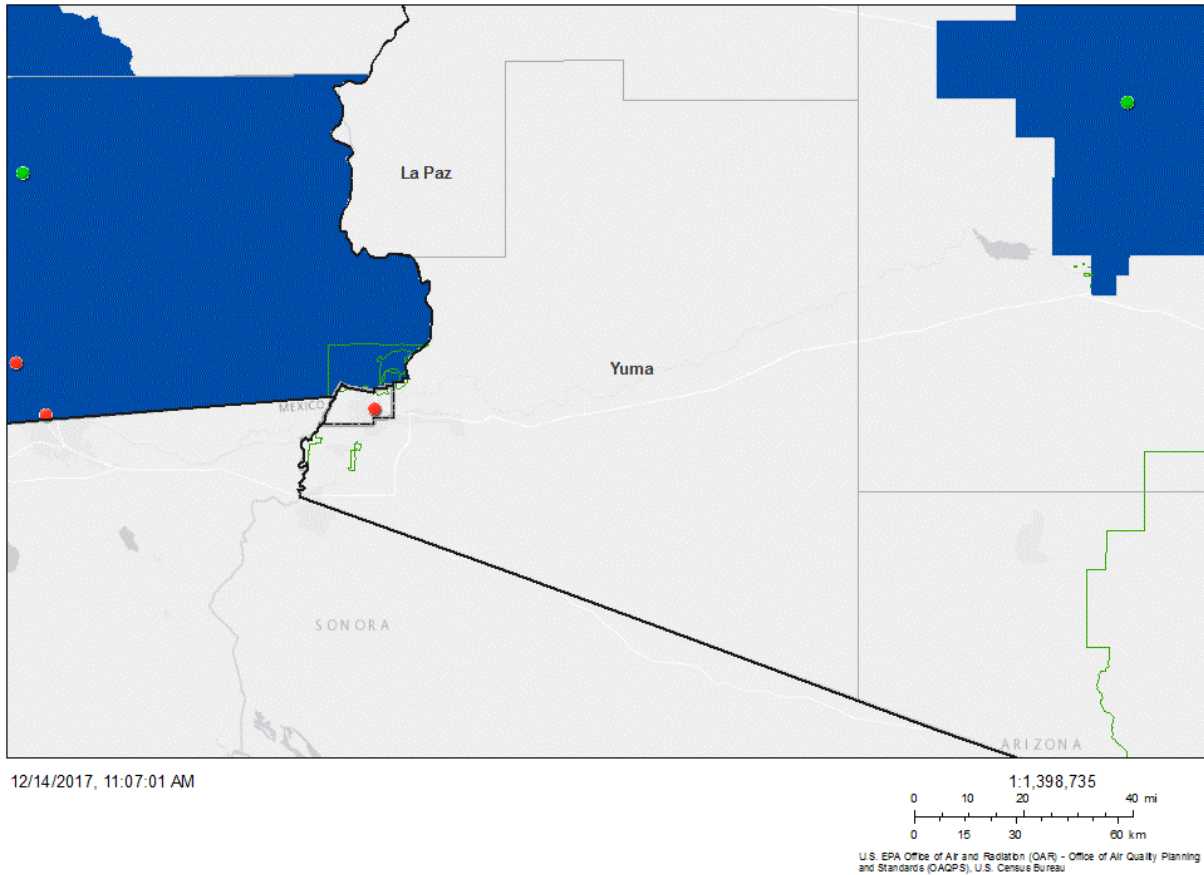 La Paz
Yuma
MEXICO
SONORA
ARIZONA
12/14/2017, 11:07:01 AM
1:1,398,735
0 10 20 40 mi
0 15 30 60 km
U.S. EPA Office of Air and Radiation (OAR) - Office of Air Quality Planning
and Standards (OAQPS), U.S. Census Bureau